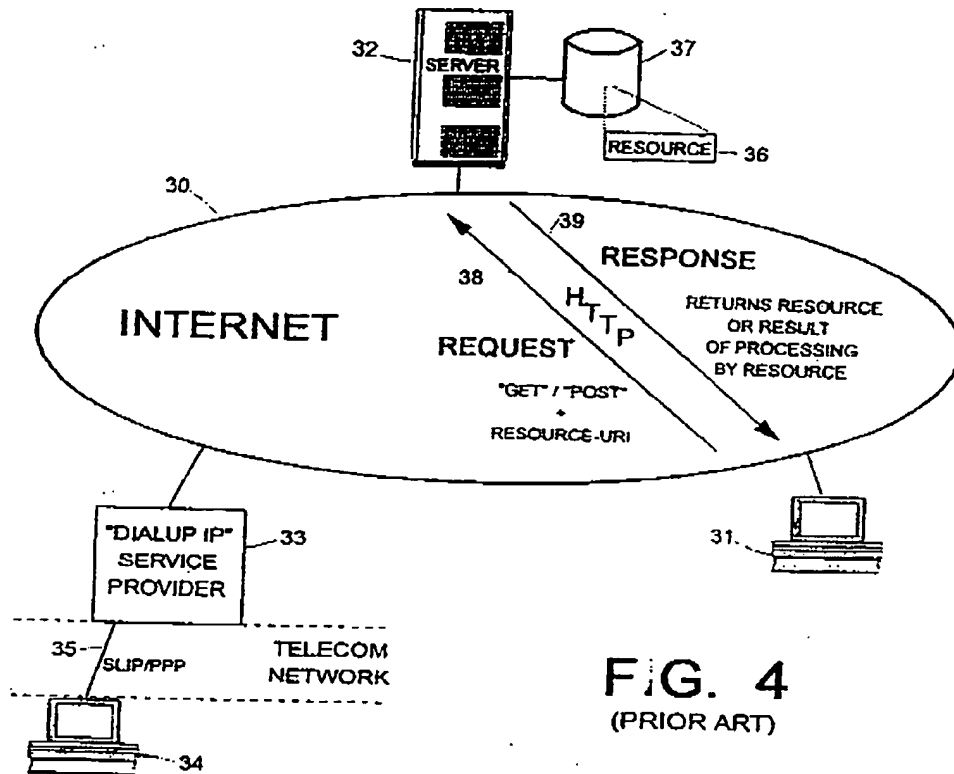 32
SERVER
37
RESOURCE
36
30
39
RESPONSE
38
HTTP
RETURNS RESOURCE
OR RESULT
OF PROCESSING
BY RESOURCE
INTERNET
REQUEST
"GET" / "POST"
+
RESOURCE-URI
"DIALUP IP"
SERVICE
PROVIDER
33
31
35
SLIP/PPP
TELECOM
NETWORK
34
FIG. 4
(PRIOR ART)